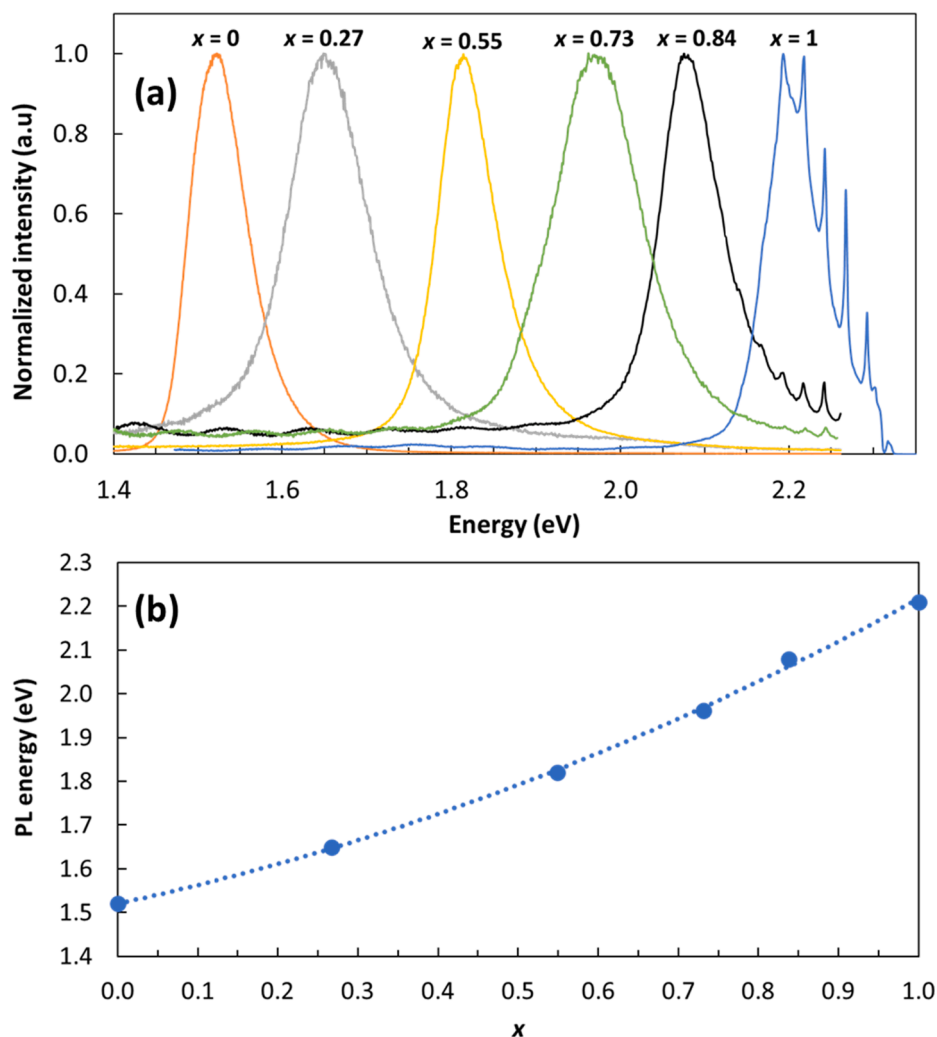 x = 0 x = 0.27 x = 0.55 x = 0.73 x = 0.84 x = 1
(a)
Normalized intensity (a.u)
1.0
0.8
0.6
0.4
0.2
0.0
1.4 1.6 1.8 2.0 2.2
Energy (eV)
(b)
PL energy (eV)
2.3
2.2
2.1
2.0
1.9
1.8
1.7
1.6
1.5
1.4
0.0 0.1 0.2 0.3 0.4 0.5 0.6 0.7 0.8 0.9 1.0
x